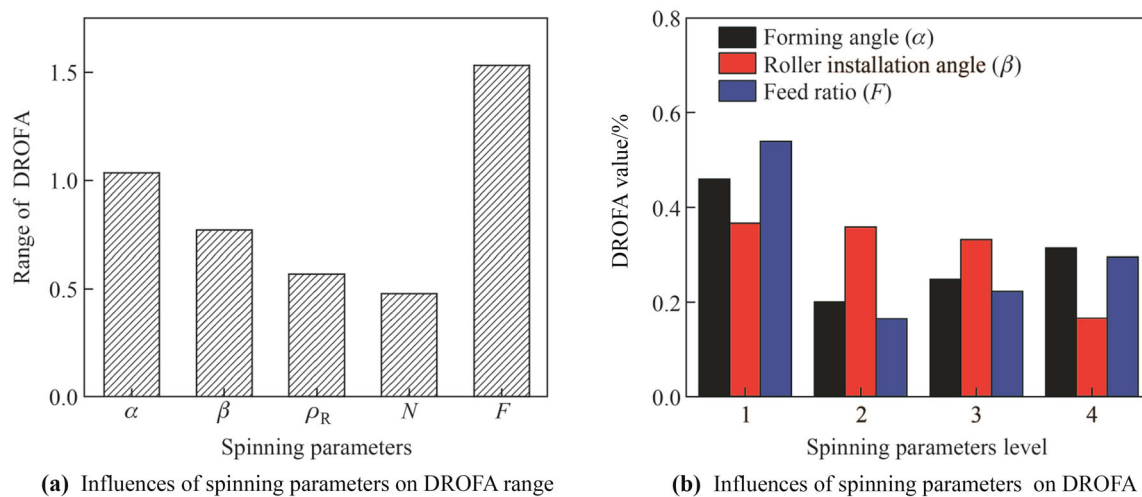 Range of DROFA
1.5
1.0
0.5
0.0
α
β
ρR
N
F
Spinning parameters
(a) Influences of spinning parameters on DROFA range
DROFA value/%
0.8
0.6
0.4
0.2
0.0
Forming angle (α)
Roller installation angle (β)
Feed ratio (F)
1
2
3
4
Spinning parameters level
(b) Influences of spinning parameters on DROFA